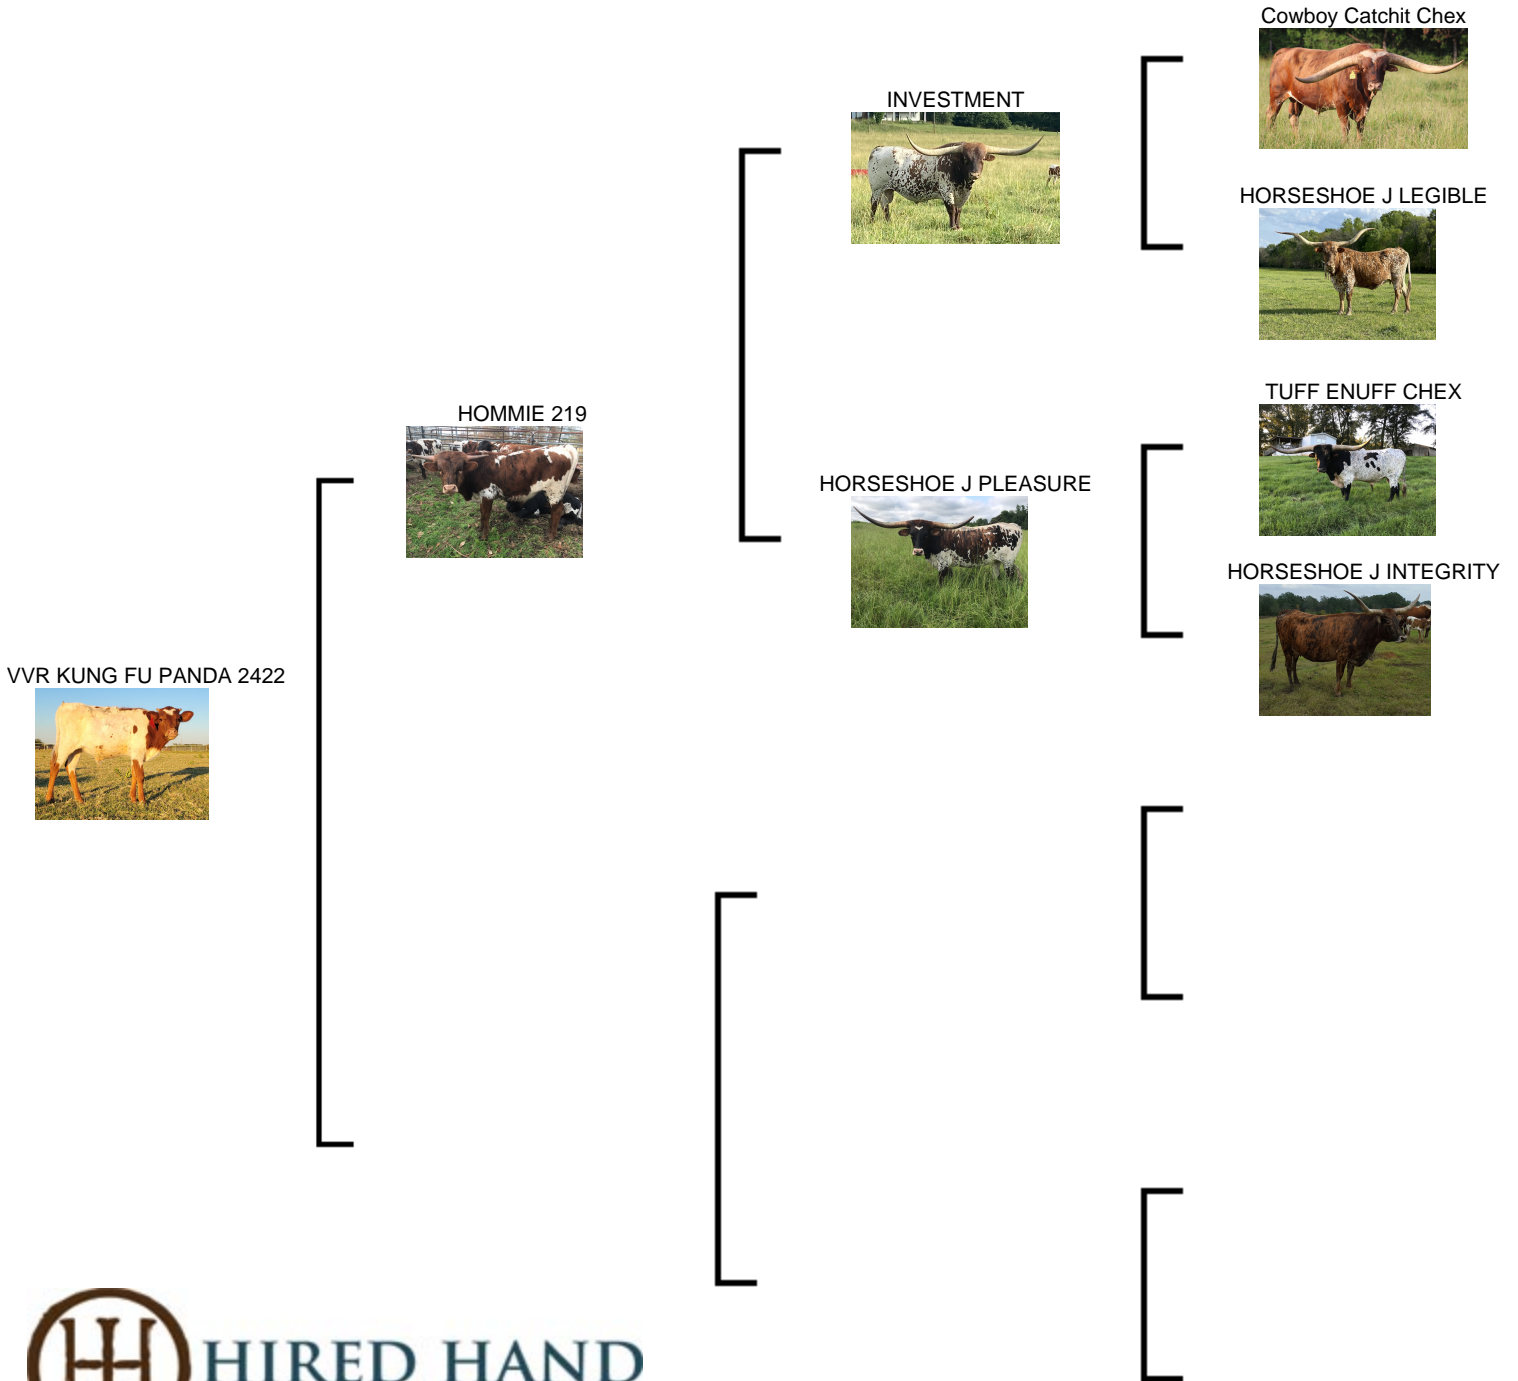 Cowboy Catchit Chex
INVESTMENT
HORSESHOE J LEGIBLE
TUFF ENUFF CHEX
HOMMIE 219
HORSESHOE J PLEASURE
HORSESHOE J INTEGRITY
VVR KUNG FU PANDA 2422
HIRED HAND